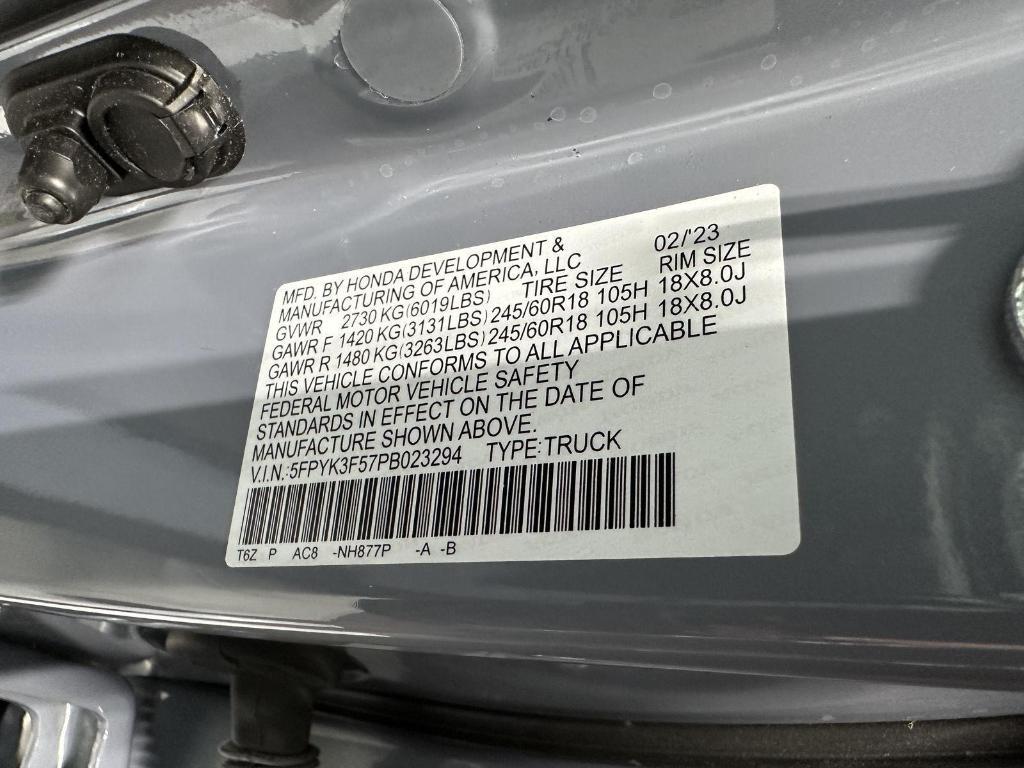 MFD. BY HONDA DEVELOPMENT & 02/'23
MANUFACTURING OF AMERICA, LLC RIM SIZE
GVWR 2730 KG(6019LBS) TIRE SIZE
GAWR F 1420 KG(3131LBS) 245/60R18 105H 18X8.0J
GAWR R 1480 KG(3263LBS) 245/60R18 105H 18X8.0J
THIS VEHICLE CONFORMS TO ALL APPLICABLE
FEDERAL MOTOR VEHICLE SAFETY
STANDARDS IN EFFECT ON THE DATE OF
MANUFACTURE SHOWN ABOVE.
V.I.N.:5FPYK3F57PB023294 TYPE:TRUCK
T6Z P AC8 -NH877P -A -B